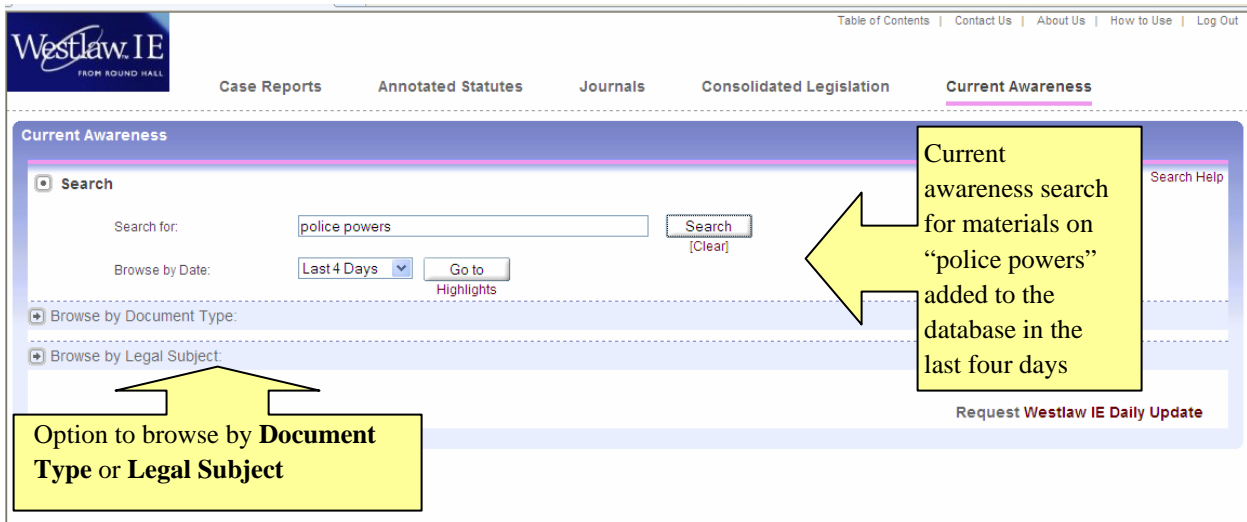 Table of Contents | Contact Us | About Us | How to Use | Log Out
Westlaw.IE
FROM ROUND HALL
Case Reports Annotated Statutes Journals Consolidated Legislation Current Awareness
Current Awareness
Search
Search Help
Search for: police powers Search
[Clear]
Browse by Date: Last 4 Days Go to
Highlights
Browse by Document Type:
Browse by Legal Subject:
Request Westlaw IE Daily Update
Current
awareness search
for materials on
“police powers”
added to the
database in the
last four days
Option to browse by Document
Type or Legal Subject